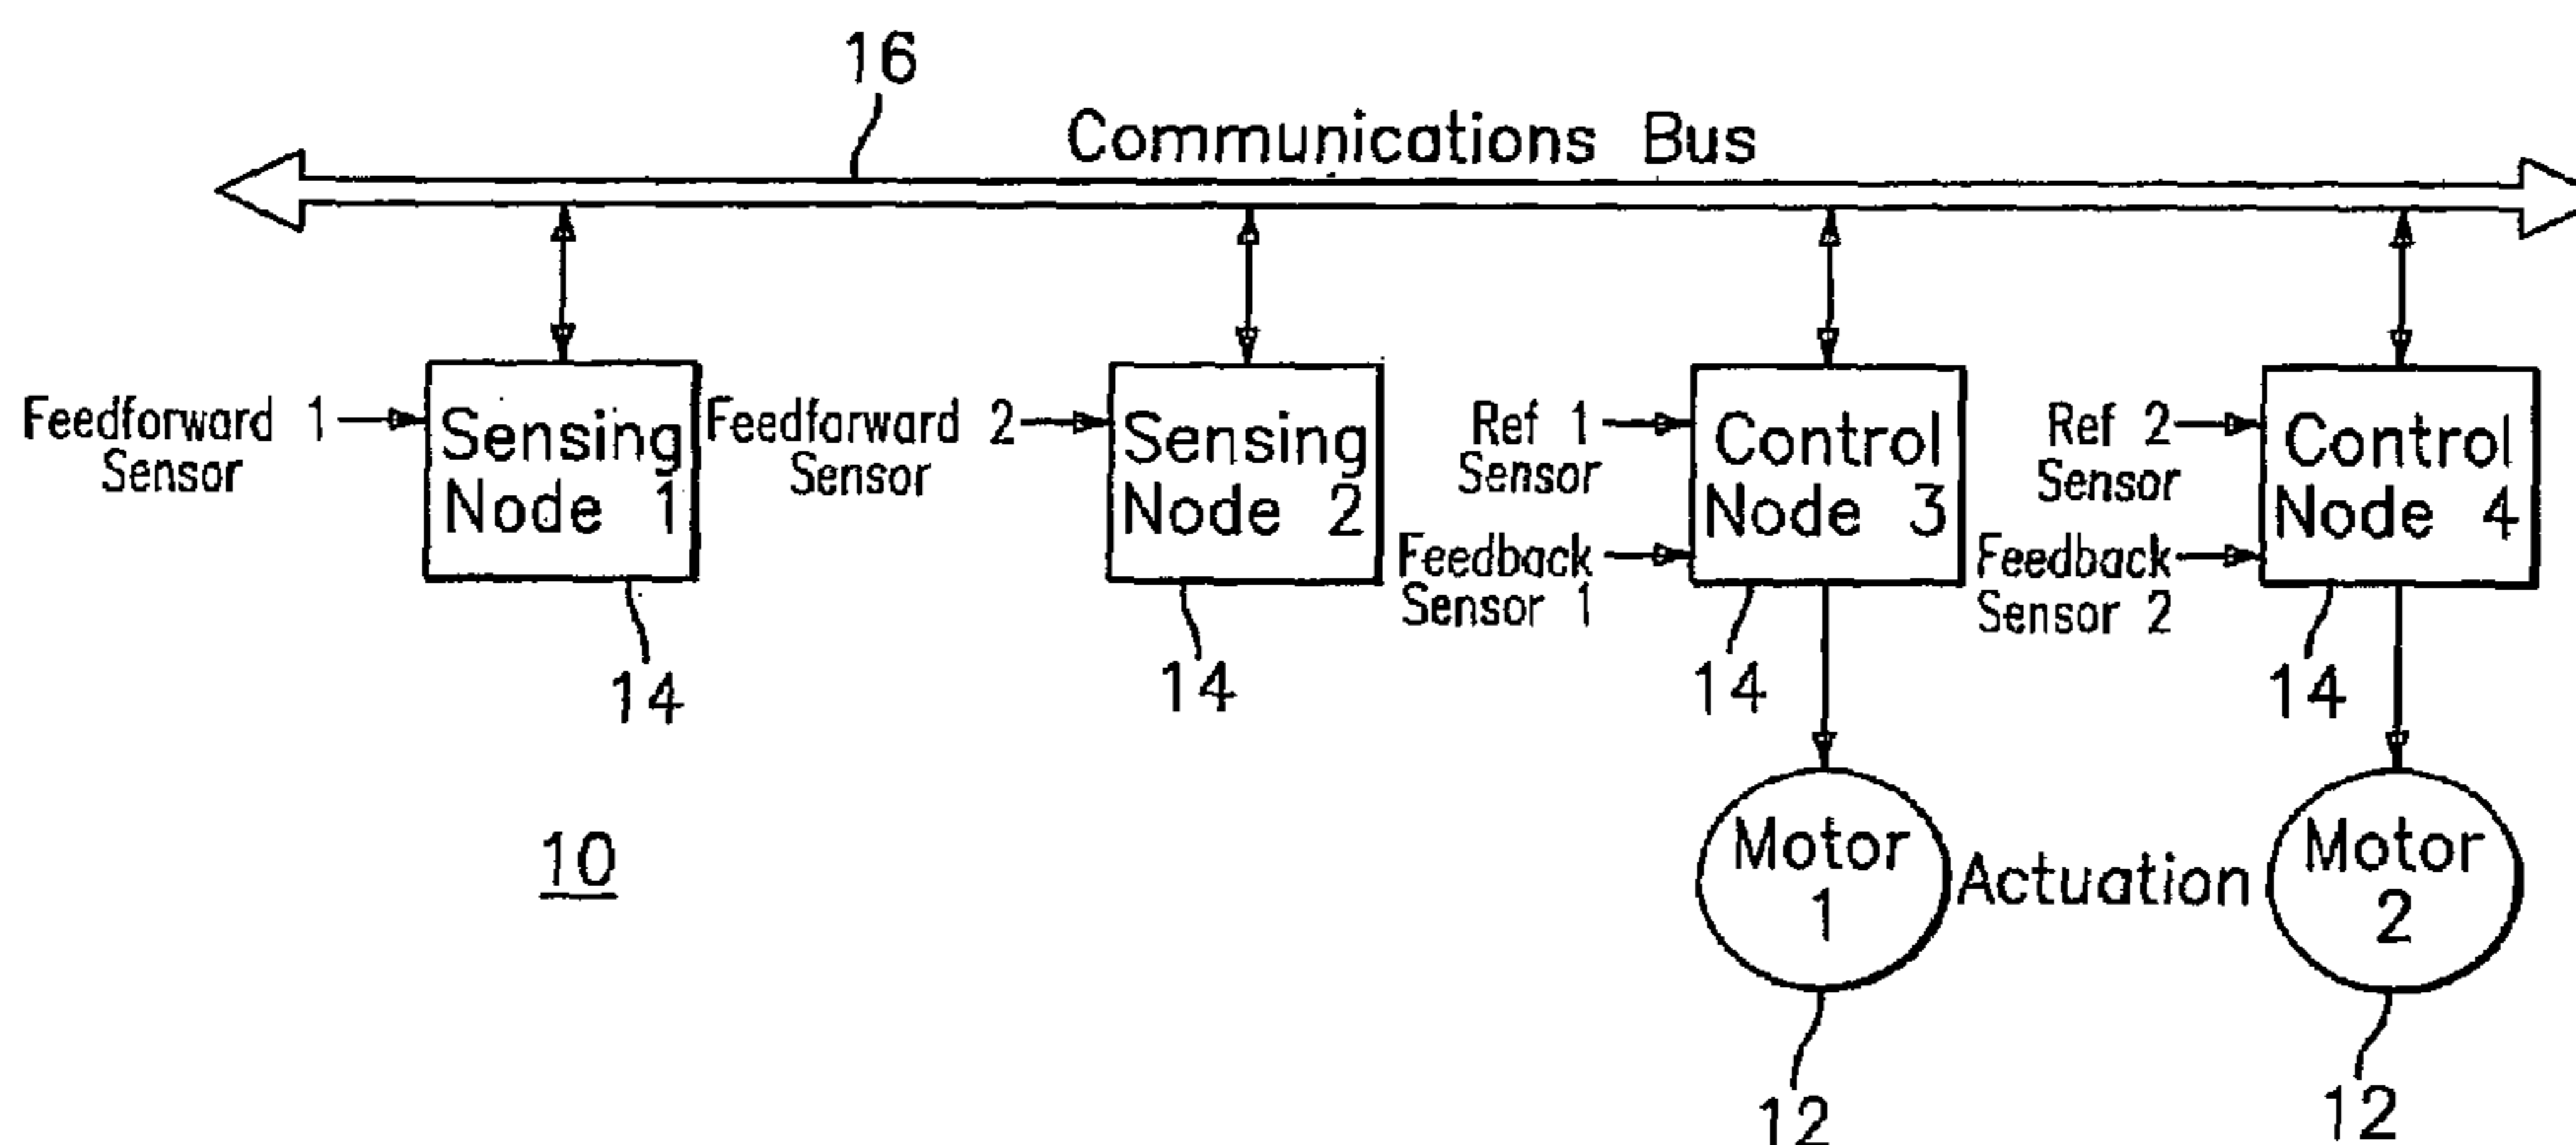 16
Communications Bus
Feedforward 1
Sensor
Sensing
Node 1
Feedfarward 2
Sensor
Sensing
Node 2
Ref 1
Sensor
Feedback
Sensor 1
Control
Node 3
Ref 2
Sensor
Feedback
Sensor 2
Control
Node 4
14
14
14
14
10
Motor
1
Actuation
Motor
2
12
12